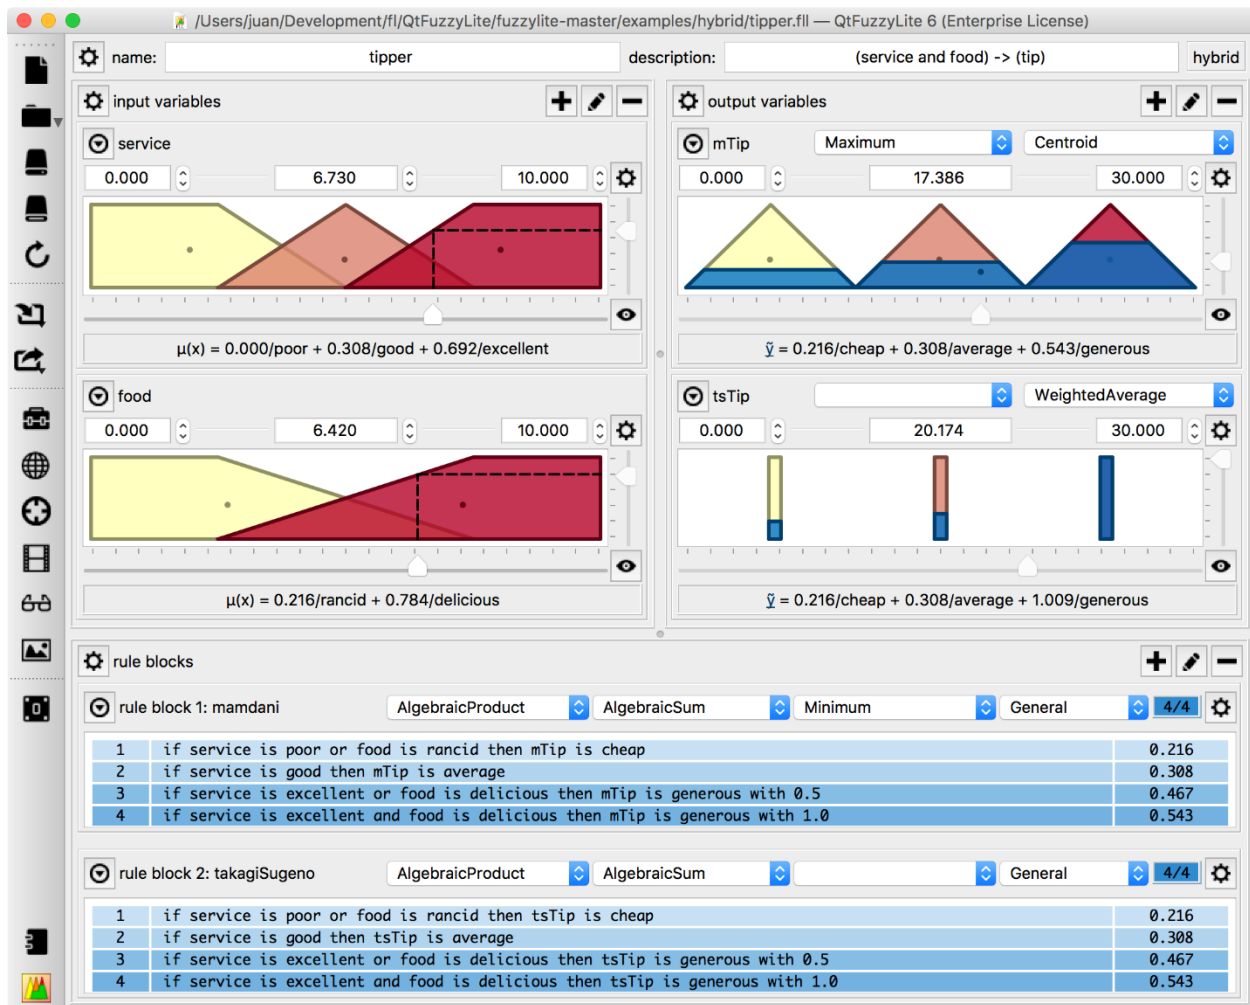 /Users/juan/Development/fl/QtFuzzyLite/fuzzylite-master/examples/hybrid/tipper.fll — QtFuzzyLite 6 (Enterprise License)
name: tipper description: (service and food) -> (tip) hybrid
input variables
service
0.000 6.730 10.000
μ(x) = 0.000/poor + 0.308/good + 0.692/excellent
food
0.000 6.420 10.000
μ(x) = 0.216/rancid + 0.784/delicious
output variables
mTip Maximum Centroid
0.000 17.386 30.000
ỹ = 0.216/cheap + 0.308/average + 0.543/generous
tsTip WeightedAverage
0.000 20.174 30.000
ỹ = 0.216/cheap + 0.308/average + 1.009/generous
rule blocks
rule block 1: mamdani AlgebraicProduct AlgebraicSum Minimum General 4/4
1 if service is poor or food is rancid then mTip is cheap 0.216
2 if service is good then mTip is average 0.308
3 if service is excellent or food is delicious then mTip is generous with 0.5 0.467
4 if service is excellent and food is delicious then mTip is generous with 1.0 0.543
rule block 2: takagiSugeno AlgebraicProduct AlgebraicSum General 4/4
1 if service is poor or food is rancid then tsTip is cheap 0.216
2 if service is good then tsTip is average 0.308
3 if service is excellent or food is delicious then tsTip is generous with 0.5 0.467
4 if service is excellent and food is delicious then tsTip is generous with 1.0 0.543